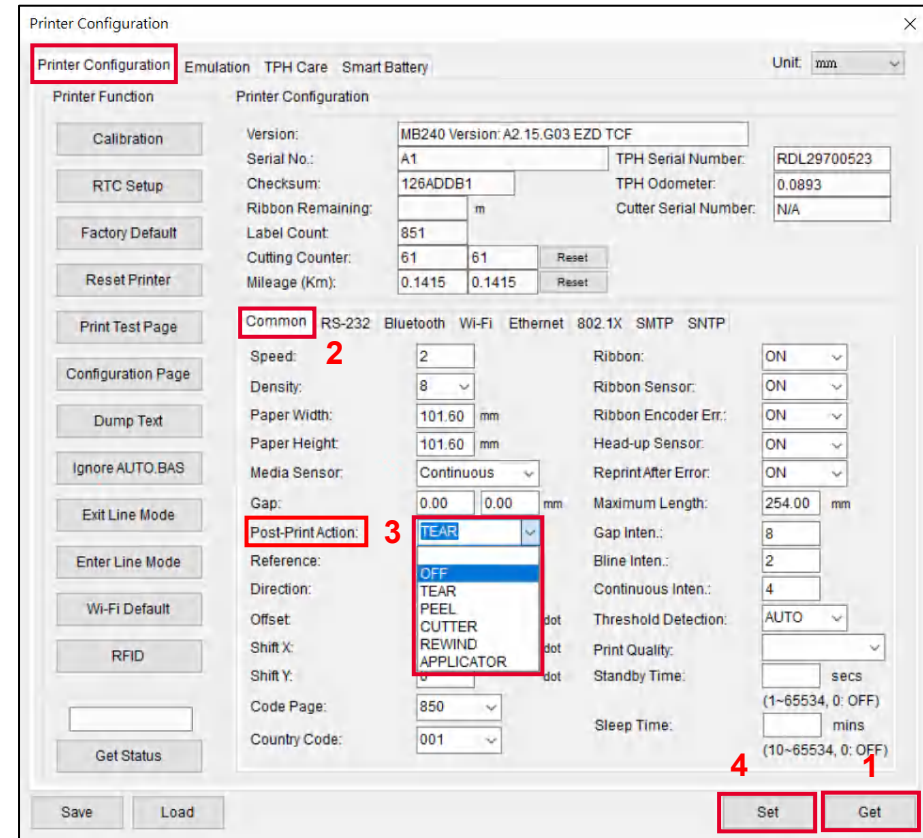 Printer Configuration
Printer Configuration Emulation TPH Care Smart Battery Unit: mm
Printer Function Printer Configuration
Calibration Version: MB240 Version: A2.15.G03 EZD TCF
Serial No.: A1 TPH Serial Number: RDL29700523
RTC Setup Checksum: 126ADDB1 TPH Odometer: 0.0893
Ribbon Remaining: m Cutter Serial Number: N/A
Factory Default Label Count: 851
Cutting Counter: 61 61 Reset
Reset Printer Mileage (Km): 0.1415 0.1415 Reset
Print Test Page Common RS-232 Bluetooth Wi-Fi Ethernet 802.1X SMTP SNTP
2
Speed: 2 Ribbon: ON
Configuration Page Density: 8 Ribbon Sensor: ON
Dump Text Paper Width: 101.60 mm Ribbon Encoder Err.: ON
Paper Height: 101.60 mm Head-up Sensor: ON
Ignore AUTO.BAS Media Sensor: Continuous Reprint After Error: ON
Exit Line Mode Gap: 0.00 0.00 mm Maximum Length: 254.00 mm
Post-Print Action: 3 TEAR Gap Inten.: 8
Enter Line Mode Reference: Bline Inten.: 2
OFF
Direction: TEAR Continuous Inten.: 4
PEEL
Wi-Fi Default Offset: CUTTER dot Threshold Detection: AUTO
RFID Shift X: REWIND dot Print Quality:
APPLICATOR
Shift Y: 0 dot Standby Time: secs
(1~65534, 0: OFF)
Code Page: 850
Sleep Time: mins
Country Code: 001
(10~65534, 0: OFF)
Get Status
4 1
Save Load Set Get